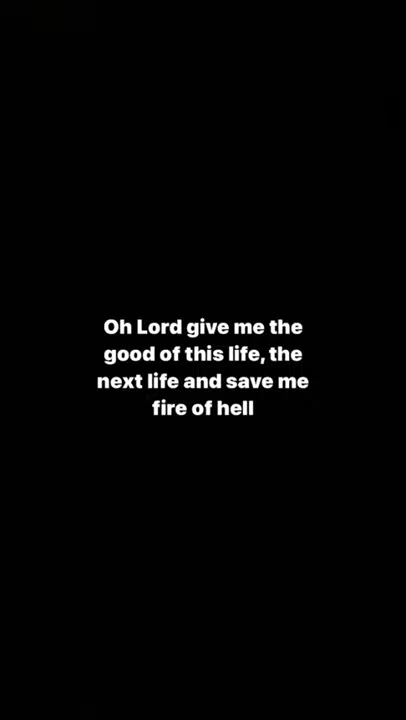 Oh Lord give me the
good of this life, the
next life and save me
fire of hell